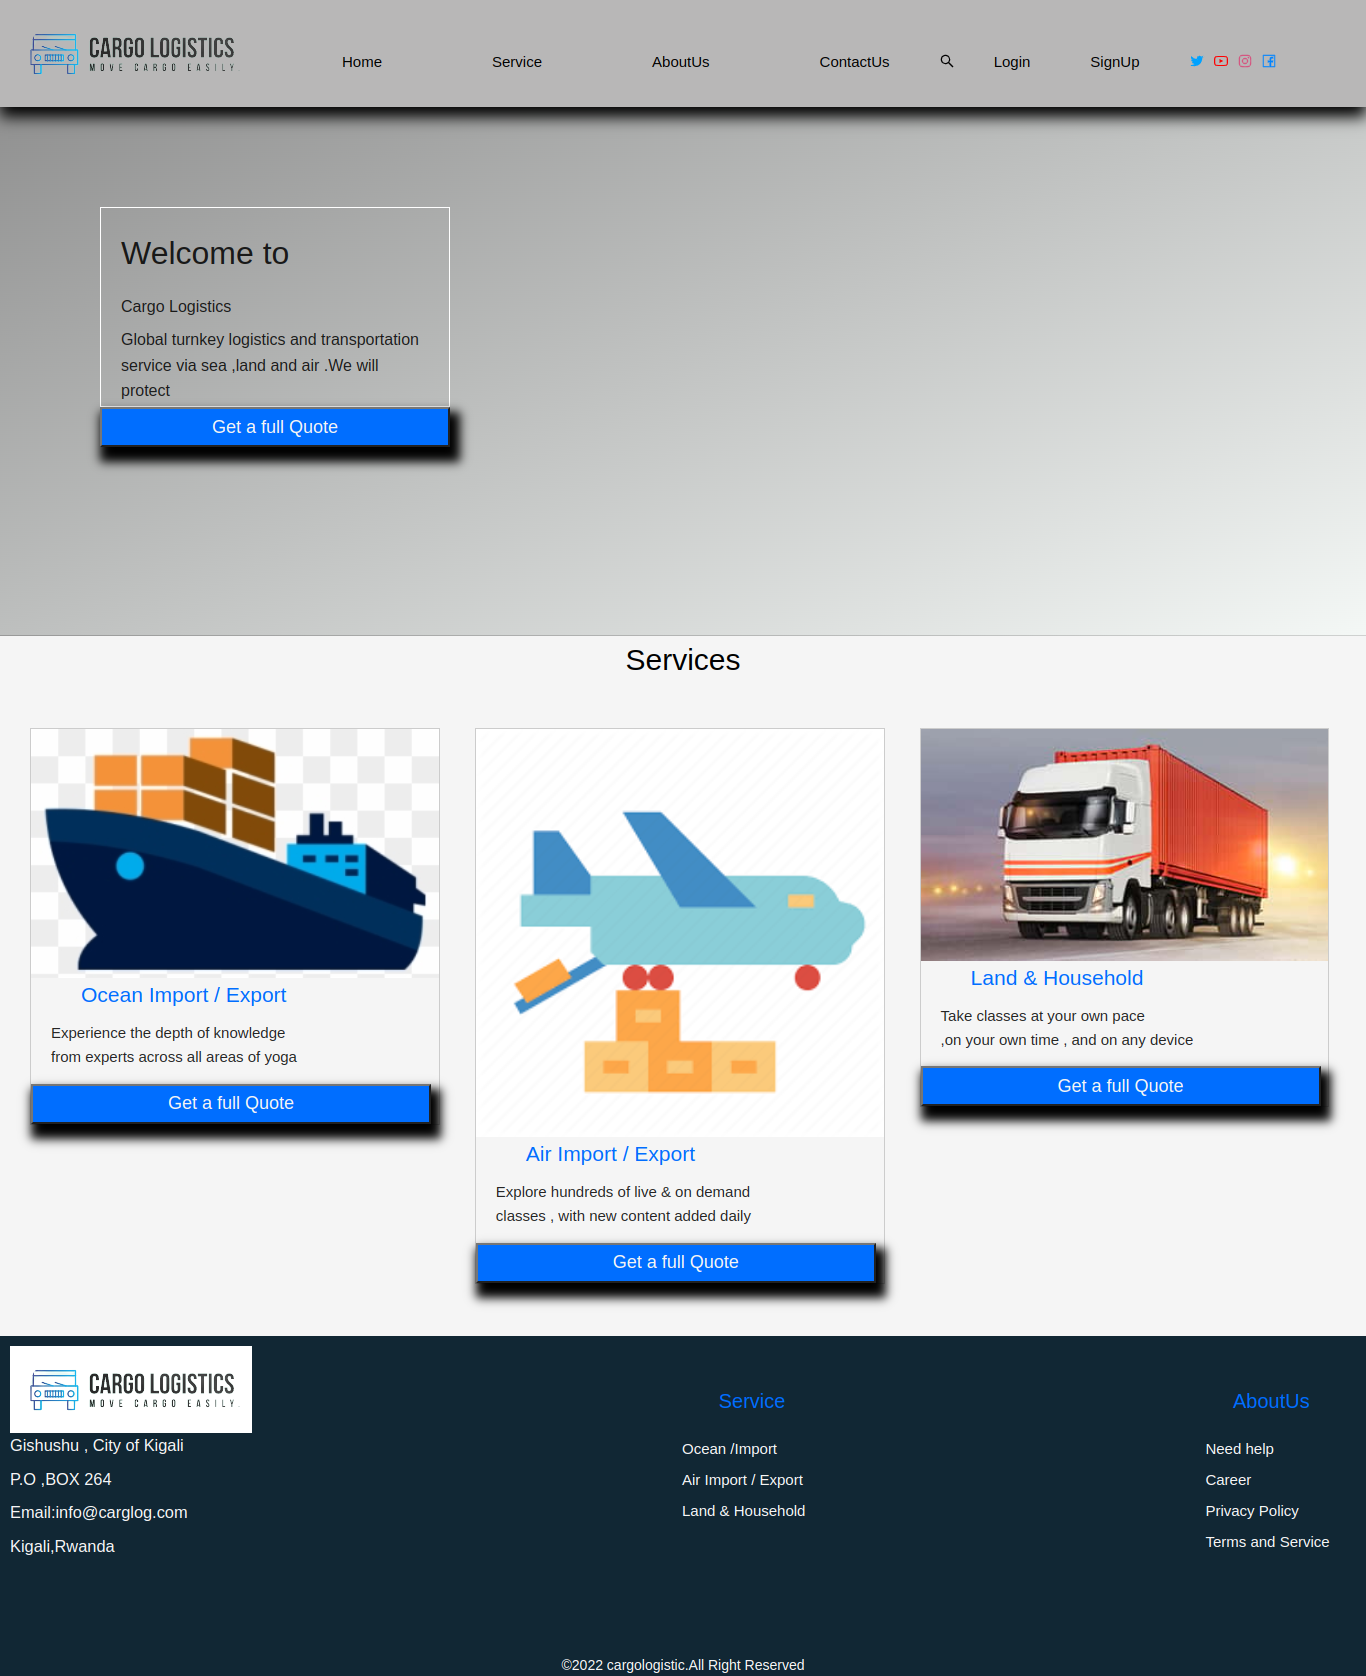 CARGO LOGISTICS
MOVE CARGO EASILY.
Home
Service
AboutUs
ContactUs
Login
SignUp
Welcome to
Cargo Logistics
Global turnkey logistics and transportation
service via sea ,land and air .We will
protect
Get a full Quote
Services
Ocean Import / Export
Experience the depth of knowledge
from experts across all areas of yoga
Get a full Quote
Air Import / Export
Explore hundreds of live & on demand
classes , with new content added daily
Get a full Quote
Land & Household
Take classes at your own pace
,on your own time , and on any device
Get a full Quote
CARGO LOGISTICS
MOVE CARGO EASILY.
Gishushu , City of Kigali
P.O ,BOX 264
Email:info@carglog.com
Kigali,Rwanda
Service
Ocean /Import
Air Import / Export
Land & Household
AboutUs
Need help
Career
Privacy Policy
Terms and Service
©2022 cargologistic.All Right Reserved